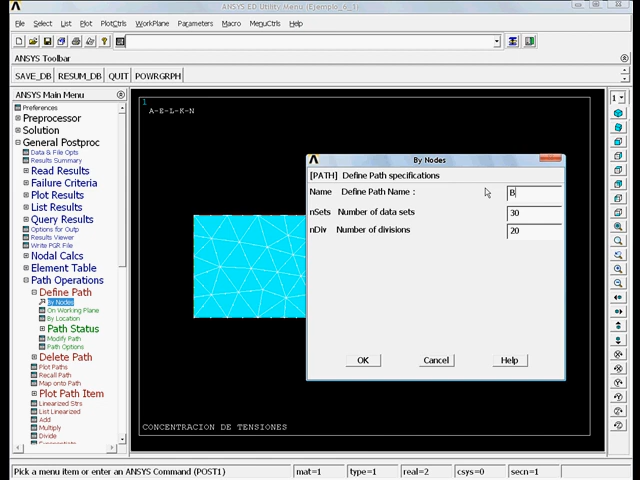 ANSYS ED Utility Menu (Ejemplo_6_1)
File Select List Plot PlotCtrls WorkPlane Parameters Macro MenuCtrls Help
ANSYS Toolbar
SAVE_DB RESUM_DB QUIT POWRGRPH
ANSYS Main Menu
Preferences
Preprocessor
Solution
General Postproc
Data & File Opts
Results Summary
Read Results
Failure Criteria
Plot Results
List Results
Query Results
Options for Outp
Results Viewer
Write PGR File
Nodal Calcs
Element Table
Path Operations
Define Path
By Nodes
On Working Plane
By Location
Path Status
Modify Path
Path Options
Delete Path
Plot Paths
Recall Path
Map onto Path
Plot Path Item
Linearized Strs
List Linearized
Add
Multiply
Divide
1
A-E-L-K-N
CONCENTRACION DE TENSIONES
By Nodes
[PATH] Define Path specifications
Name Define Path Name : B
nSets Number of data sets 30
nDiv Number of divisions 20
OK Cancel Help
1
Pick a menu item or enter an ANSYS Command (POST1) mat=1 type=1 real=2 csys=0 secn=1